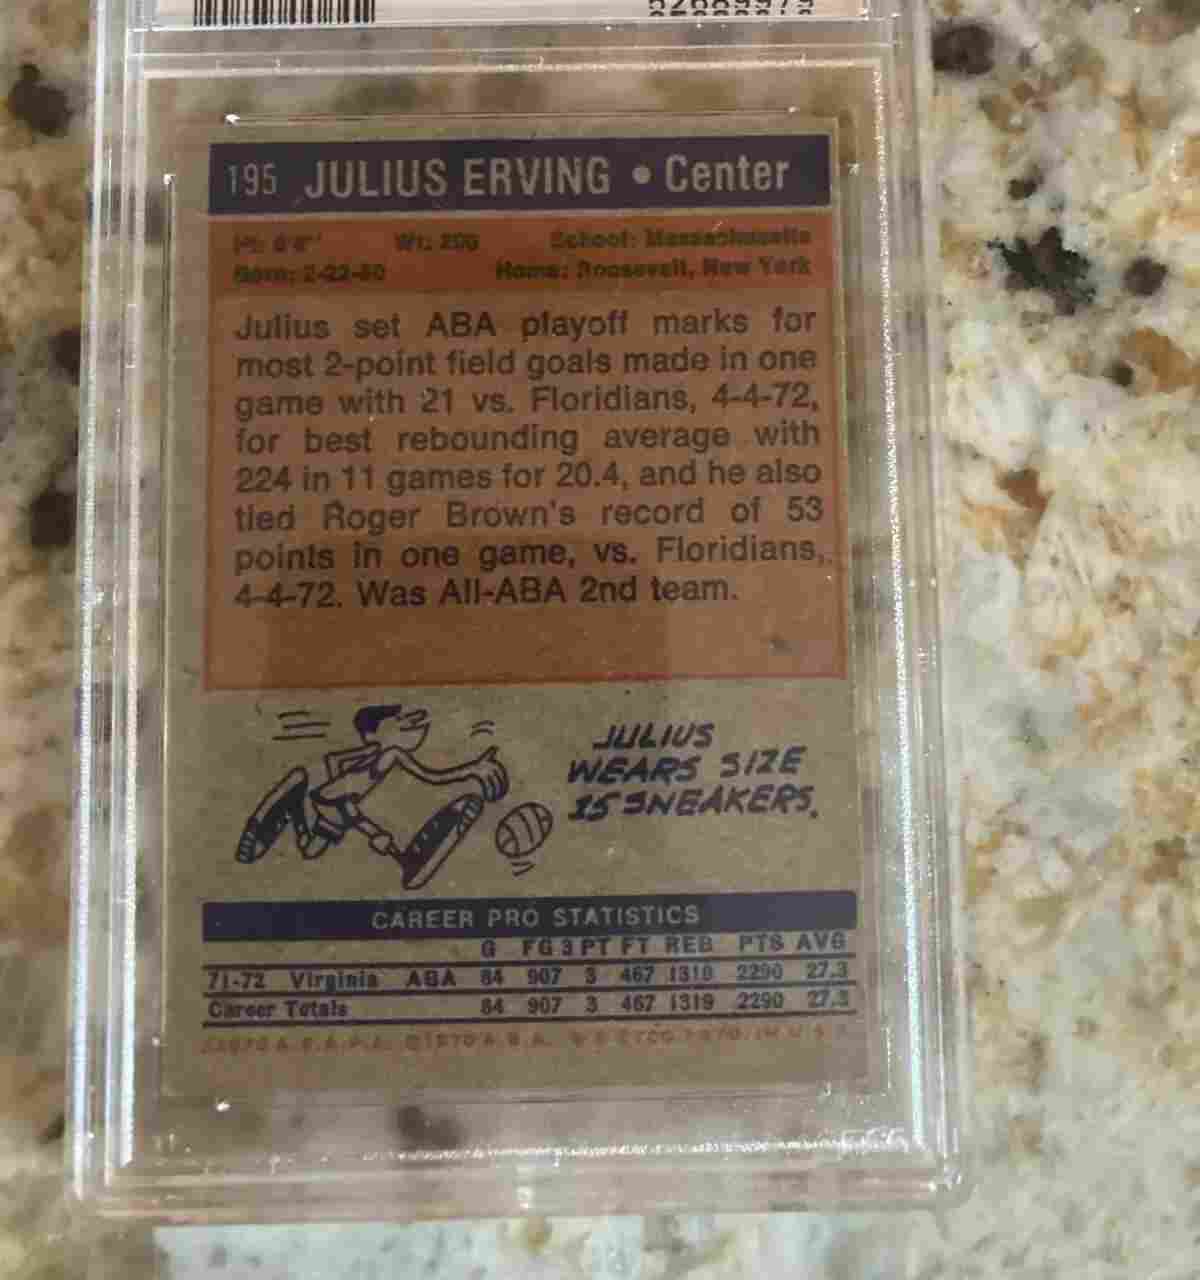 195 JULIUS ERVING • Center
Ht: 6'6" Wt: 200 School: Massachusetts
Born: 2-22-50 Home: Roosevelt, New York
Julius set ABA playoff marks for
most 2-point field goals made in one
game with 21 vs. Floridians, 4-4-72,
for best rebounding average with
224 in 11 games for 20.4, and he also
tied Roger Brown's record of 53
points in one game, vs. Floridians,
4-4-72. Was All-ABA 2nd team.
JULIUS
WEARS SIZE
15 SNEAKERS.
CAREER PRO STATISTICS
G FG 3PT FT REB PTS AVG
71-72 Virginia ABA 84 907 3 467 1319 2290 27.3
Career Totals 84 907 3 467 1319 2290 27.3